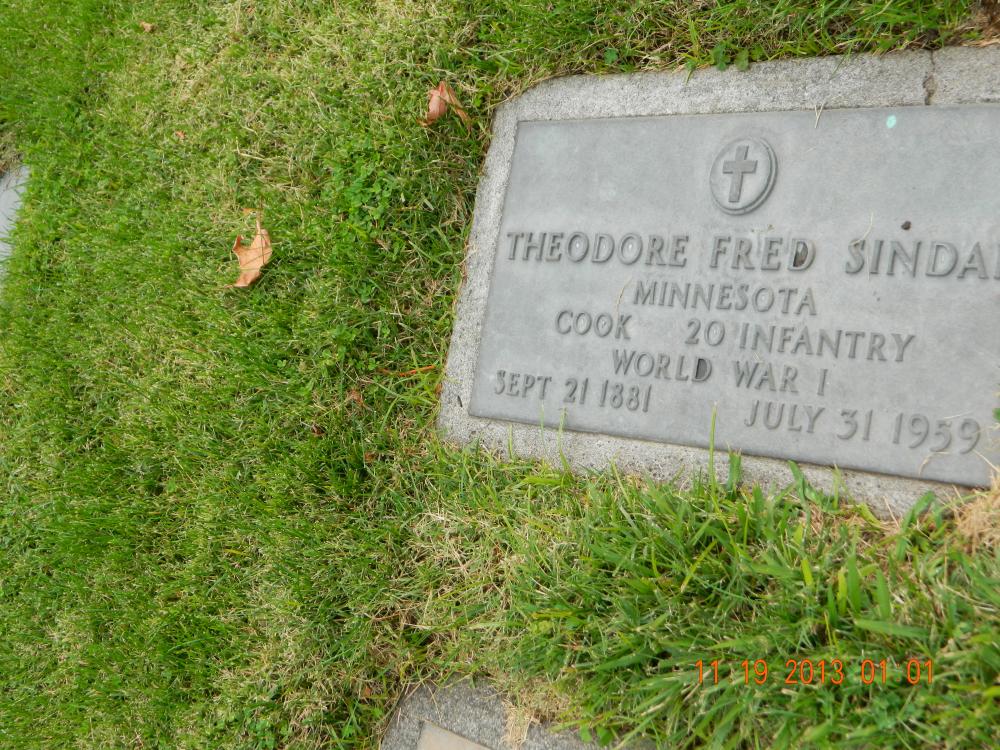 THEODORE FRED
MINNESOTA
COOK 20 INFANTRY
WORLD WAR I
SEPT 21 1881 JULY 31 1959
11 19 2013 01 01